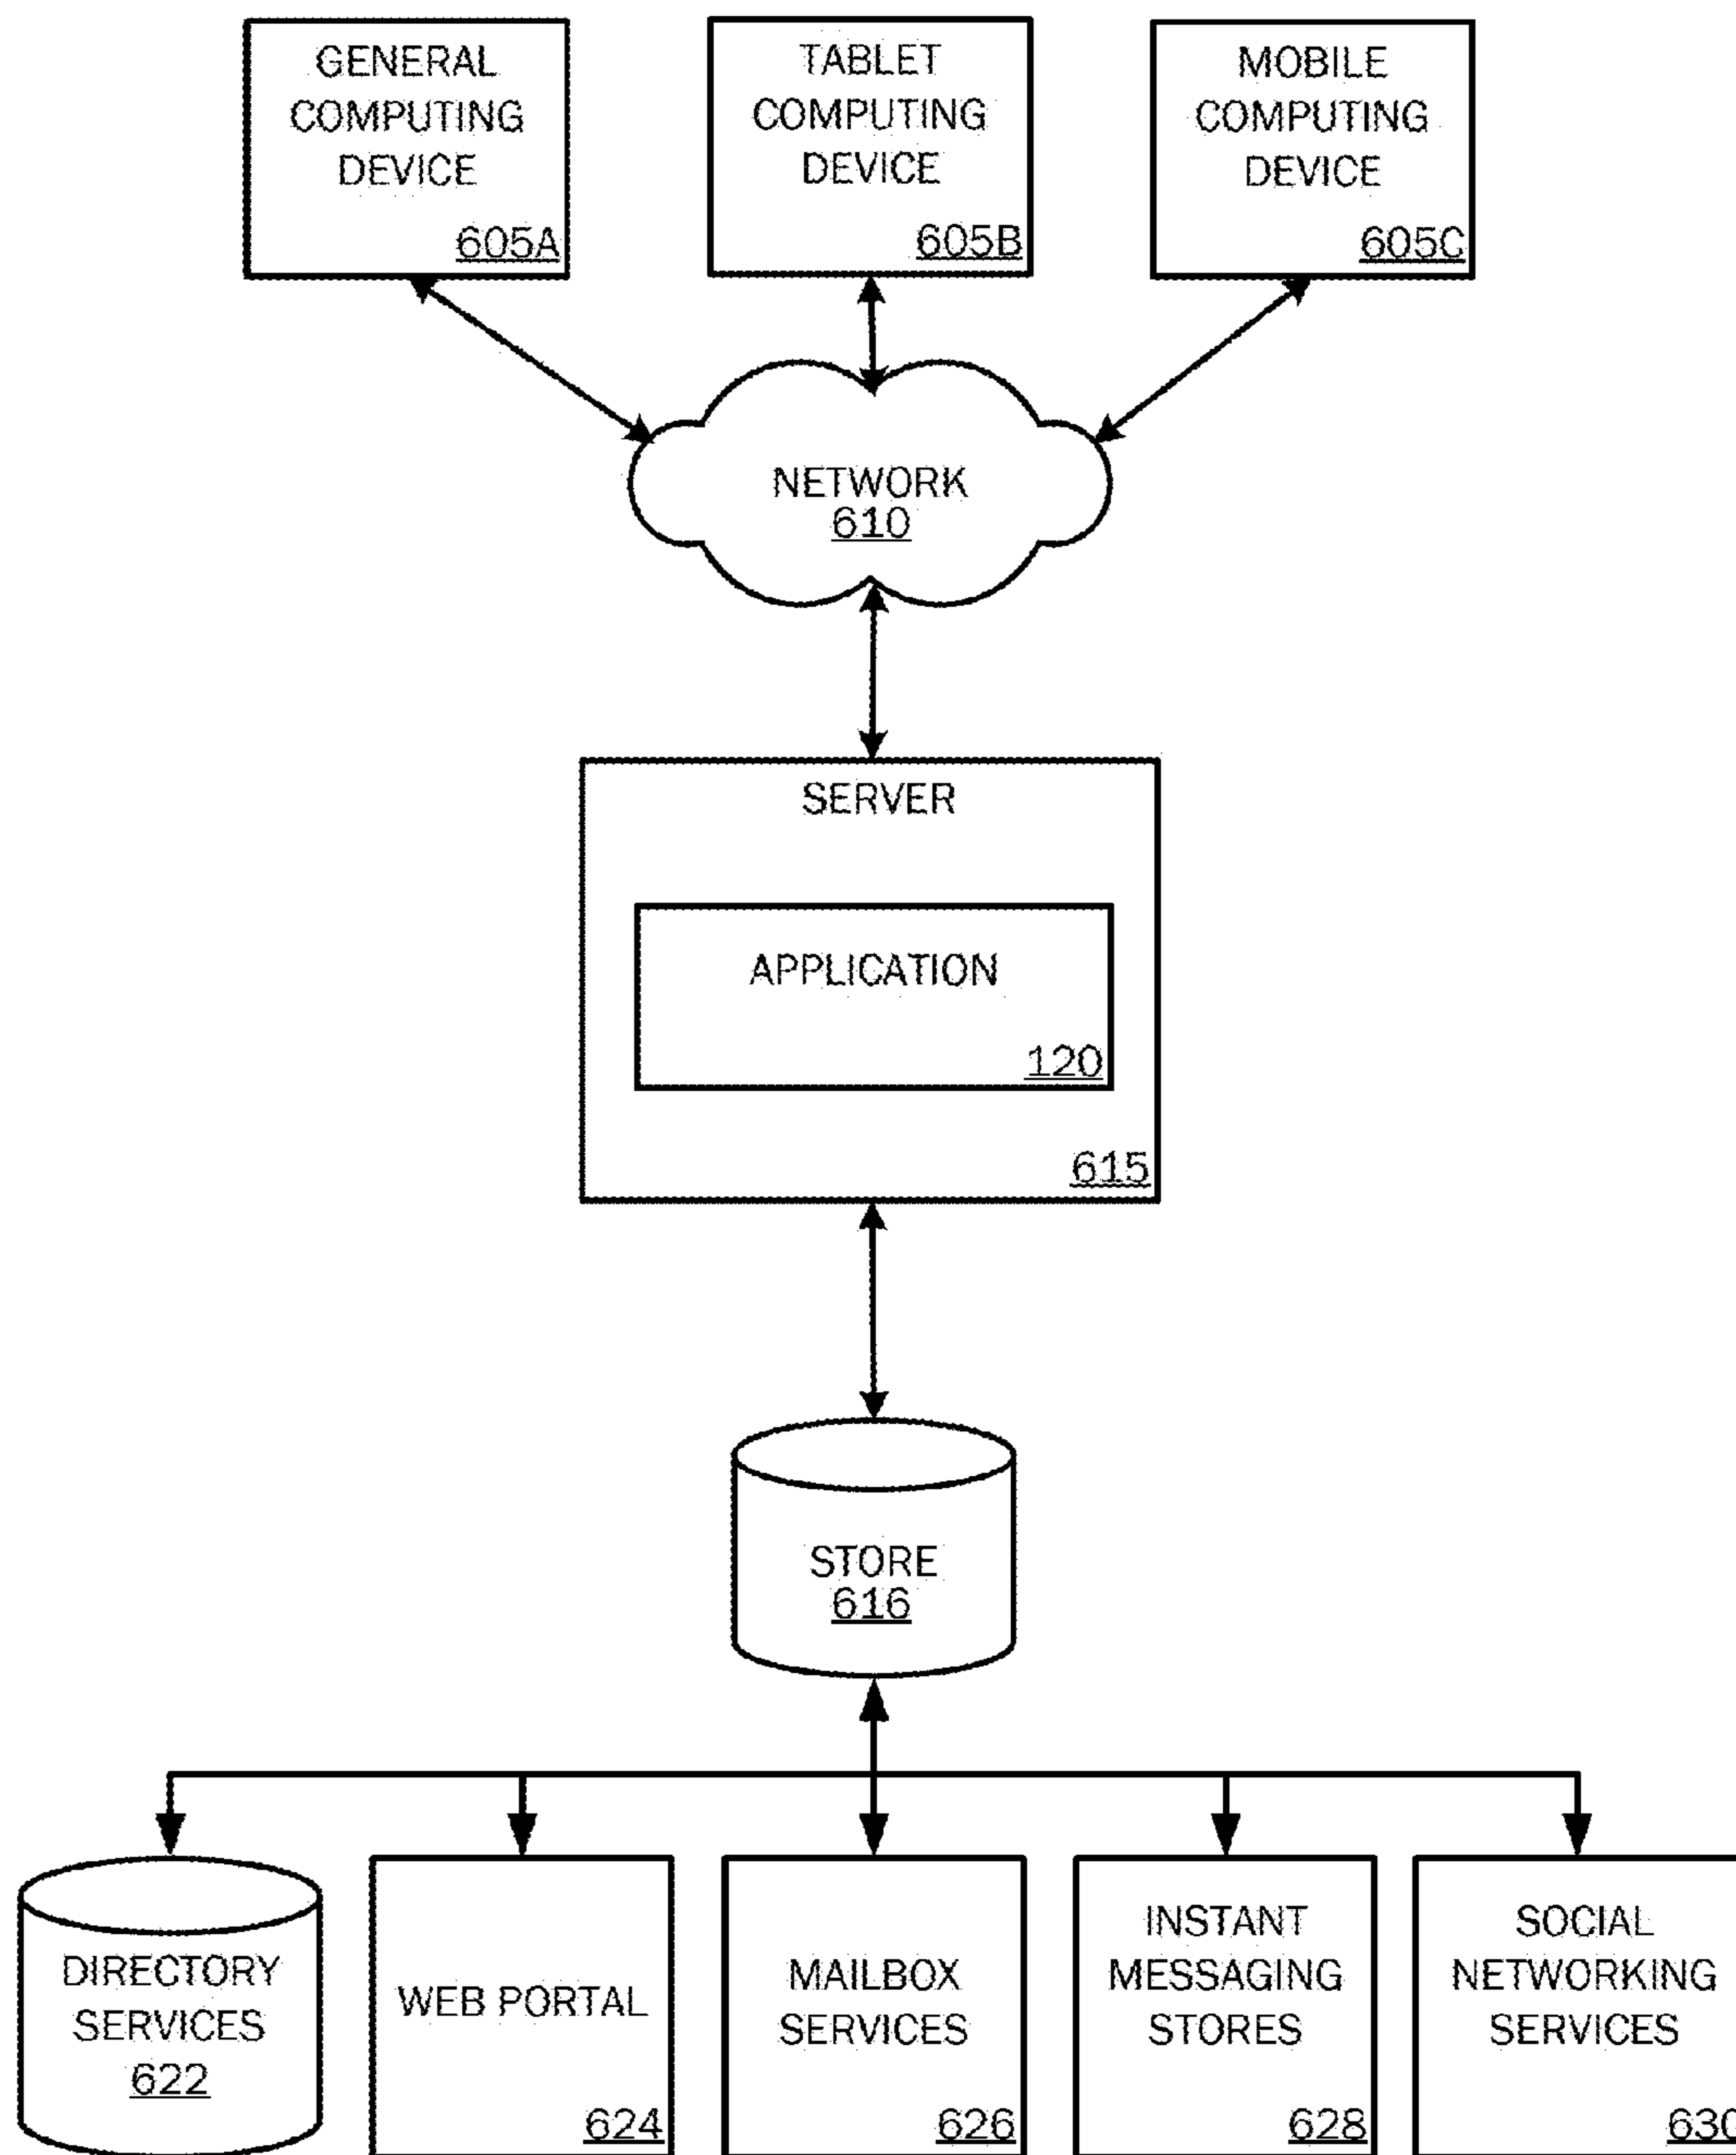 GENERAL
COMPUTING
DEVICE
605A
TABLET
COMPUTING
DEVICE
605B
MOBILE
COMPUTING
DEVICE
605C
NETWORK
610
SERVER
APPLICATION
120
615
STORE
616
DIRECTORY
SERVICES
622
WEB PORTAL
624
MAILBOX
SERVICES
626
INSTANT
MESSAGING
STORES
628
SOCIAL
NETWORKING
SERVICES
630